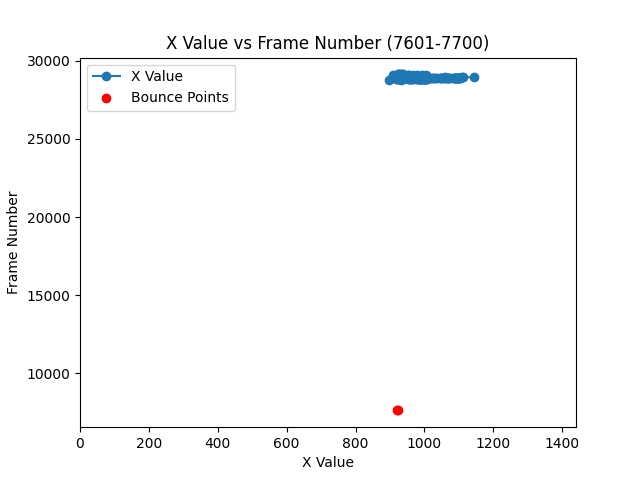 X Value vs Frame Number (7601-7700)
30000
25000
20000
15000
10000
Frame Number
X Value
Bounce Points
0 200 400 600 800 1000 1200 1400
X Value